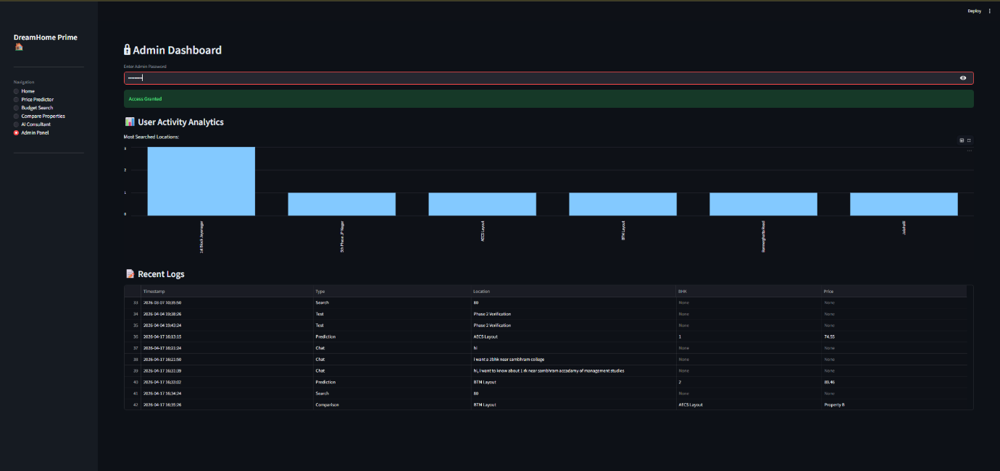 Deploy
DreamHome Prime
Navigation
Home
Price Predictor
Budget Search
Compare Properties
AI Consultant
Admin Panel
Admin Dashboard
Enter Admin Password
•••••••••
Access Granted
User Activity Analytics
Most Searched Locations:
3
2
1
0
1st Block Jayanagar
5th Phase JP Nagar
AECS Layout
BTM Layout
Bannerghatta Road
Jalahalli
Recent Logs
Timestamp Type Location BHK Price
33 2026-03-07 10:35:50 Search 80 None None
34 2026-04-04 19:38:26 Test Phase 2 Verification None None
35 2026-04-04 19:43:24 Test Phase 2 Verification None None
36 2026-04-17 16:13:15 Prediction AECS Layout 1 74.55
37 2026-04-17 16:21:24 Chat hi None None
38 2026-04-17 16:21:50 Chat i want a 2bhk near sambhram college None None
39 2026-04-17 16:31:39 Chat hi, i want to know about 1 rk near sambhram accadamy of management studies None None
40 2026-04-17 16:33:02 Prediction BTM Layout 2 89.46
41 2026-04-17 16:34:24 Search 80 None None
42 2026-04-17 16:35:26 Comparison BTM Layout AECS Layout Property B